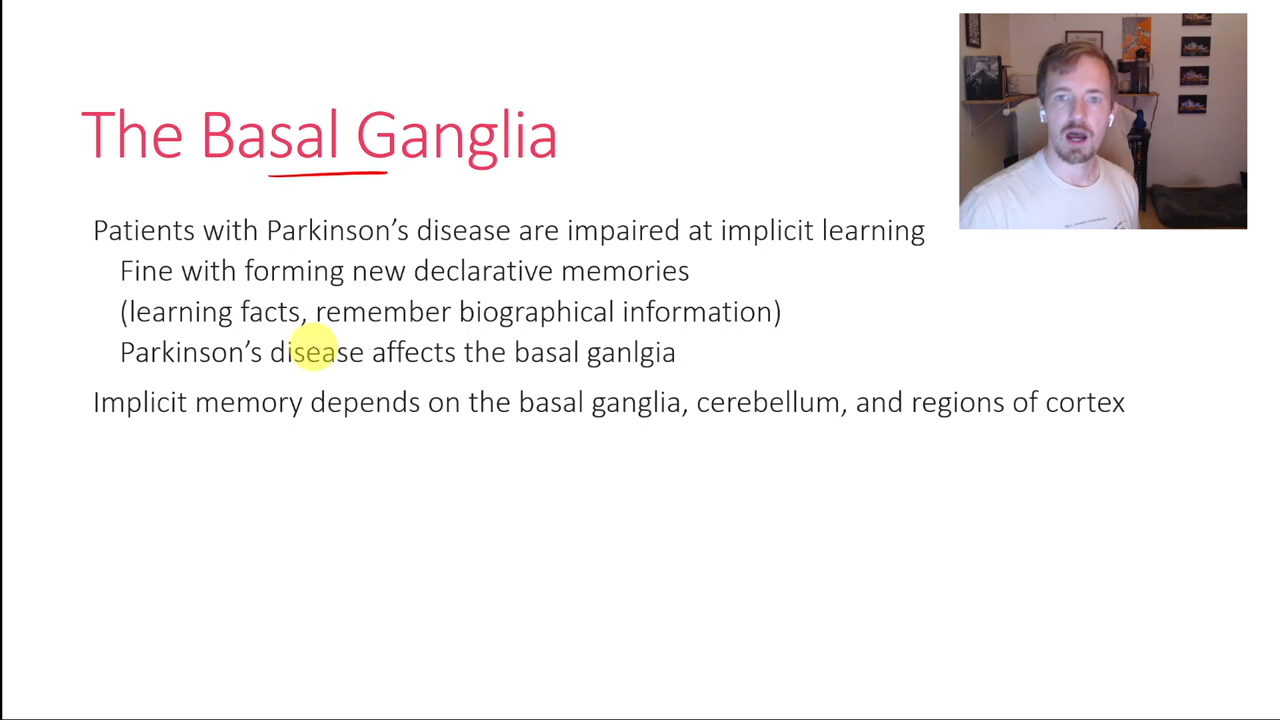 The Basal Ganglia
Patients with Parkinson’s disease are impaired at implicit learning
Fine with forming new declarative memories
(learning facts, remember biographical information)
Parkinson’s disease affects the basal ganlgia
Implicit memory depends on the basal ganglia, cerebellum, and regions of cortex